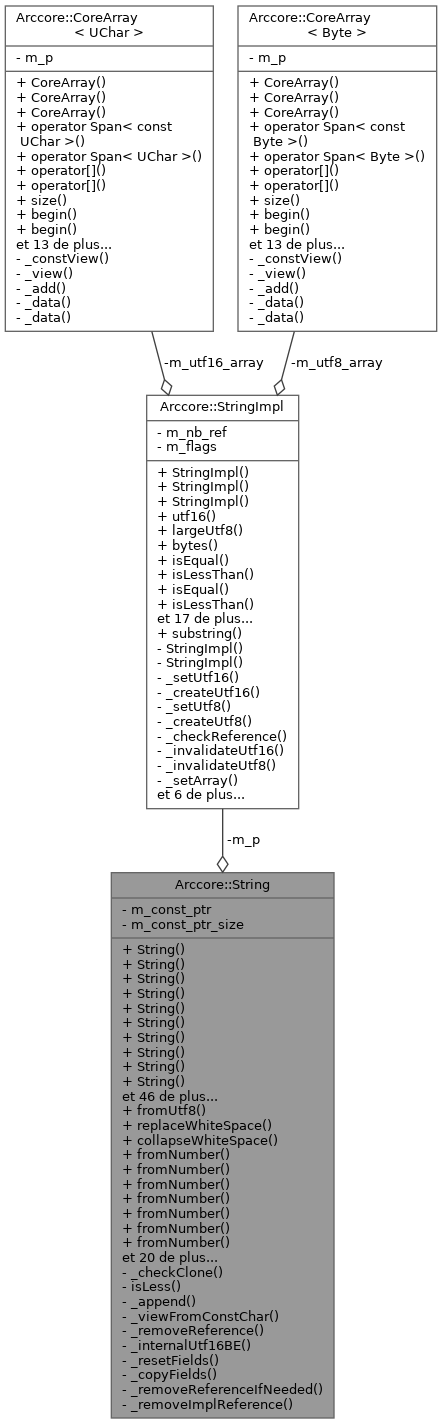 Arccore::CoreArray
< UChar >
- m_p
+ CoreArray()
+ CoreArray()
+ CoreArray()
+ operator Span< const
UChar >()
+ operator Span< UChar >()
+ operator[]()
+ operator[]()
+ size()
+ begin()
+ begin()
et 13 de plus...
- _constView()
- _view()
- _add()
- _data()
- _data()
Arccore::CoreArray
< Byte >
- m_p
+ CoreArray()
+ CoreArray()
+ CoreArray()
+ operator Span< const
Byte >()
+ operator Span< Byte >()
+ operator[]()
+ operator[]()
+ size()
+ begin()
+ begin()
et 13 de plus...
- _constView()
- _view()
- _add()
- _data()
- _data()
-m_utf16_array
-m_utf8_array
Arccore::StringImpl
- m_nb_ref
- m_flags
+ StringImpl()
+ StringImpl()
+ StringImpl()
+ utf16()
+ largeUtf8()
+ bytes()
+ isEqual()
+ isLessThan()
+ isEqual()
+ isLessThan()
et 17 de plus...
+ substring()
- StringImpl()
- StringImpl()
- _setUtf16()
- _createUtf16()
- _setUtf8()
- _createUtf8()
- _checkReference()
- _invalidateUtf16()
- _invalidateUtf8()
- _setArray()
et 6 de plus...
-m_p
Arccore::String
- m_const_ptr
- m_const_ptr_size
+ String()
+ String()
+ String()
+ String()
+ String()
+ String()
+ String()
+ String()
+ String()
+ String()
et 46 de plus...
+ fromUtf8()
+ replaceWhiteSpace()
+ collapseWhiteSpace()
+ fromNumber()
+ fromNumber()
+ fromNumber()
+ fromNumber()
+ fromNumber()
+ fromNumber()
+ fromNumber()
et 20 de plus...
- _checkClone()
- isLess()
- _append()
- _viewFromConstChar()
- _removeReference()
- _internalUtf16BE()
- _resetFields()
- _copyFields()
- _removeReferenceIfNeeded()
- _removeImplReference()